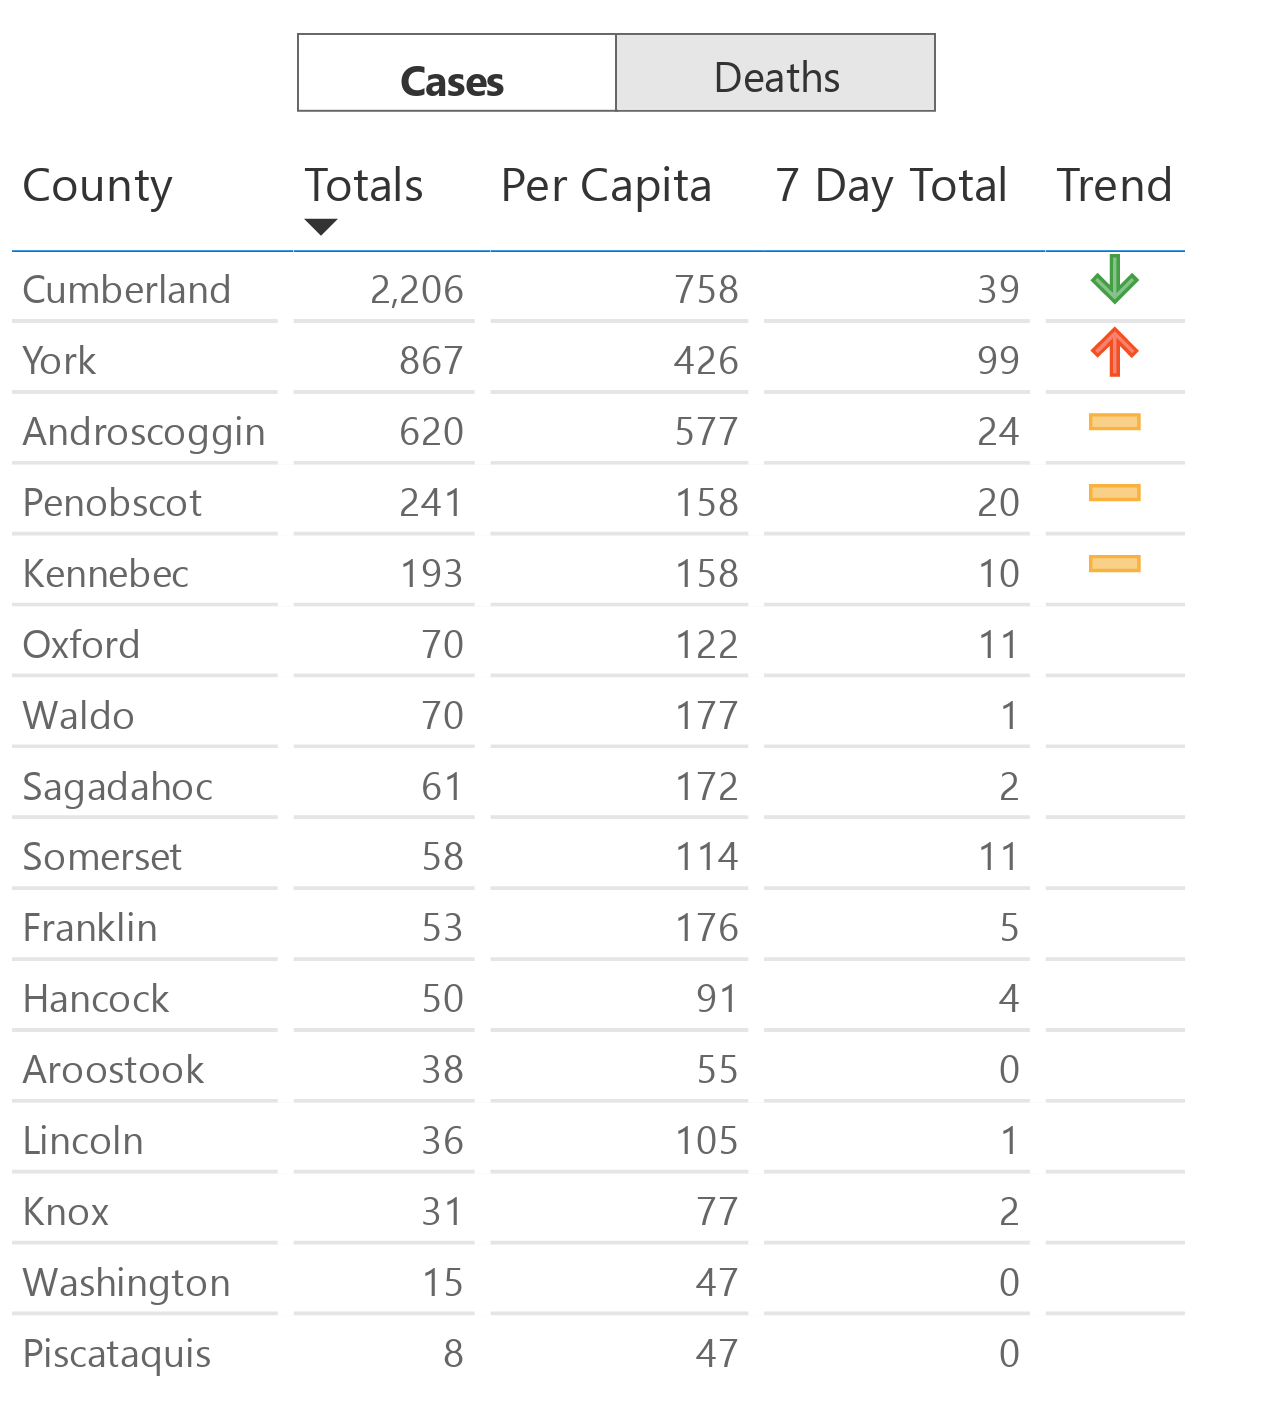 Cases Deaths
County Totals Per Capita 7 Day Total Trend
Cumberland 2,206 758 39
York 867 426 99
Androscoggin 620 577 24
Penobscot 241 158 20
Kennebec 193 158 10
Oxford 70 122 11
Waldo 70 177 1
Sagadahoc 61 172 2
Somerset 58 114 11
Franklin 53 176 5
Hancock 50 91 4
Aroostook 38 55 0
Lincoln 36 105 1
Knox 31 77 2
Washington 15 47 0
Piscataquis 8 47 0